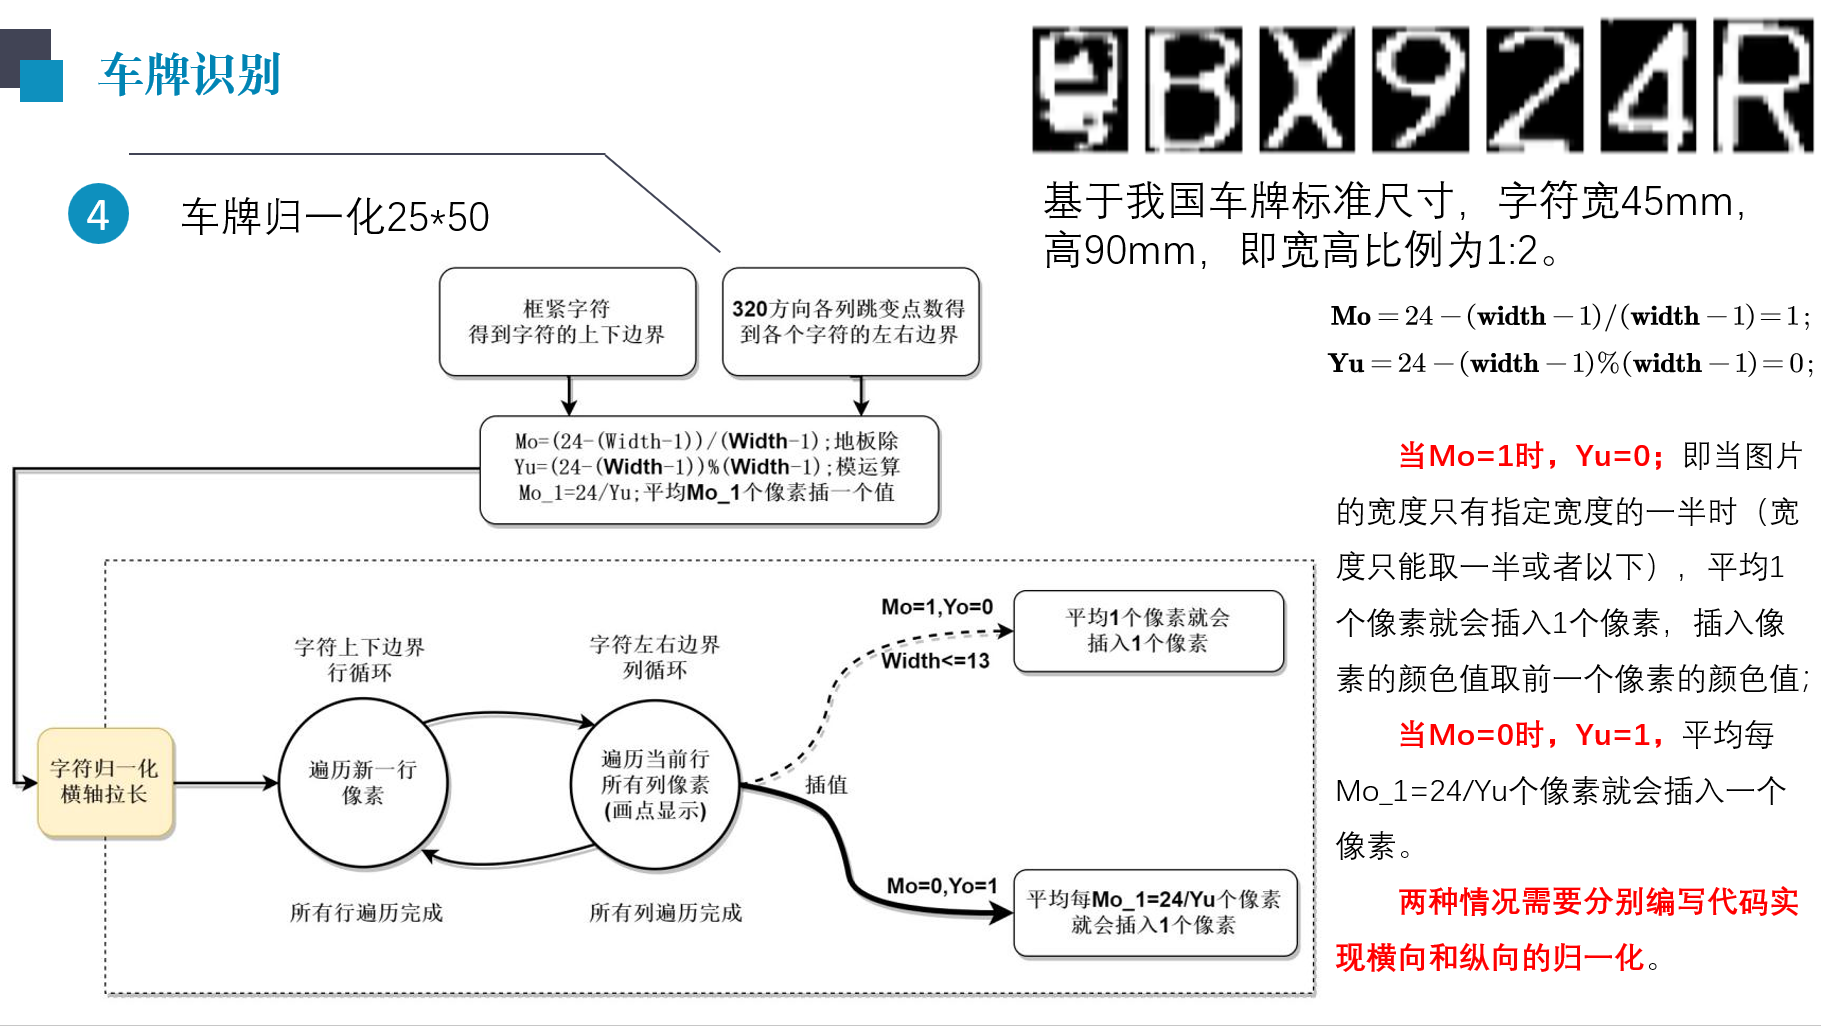 车牌识别
BX924R
4
车牌归一化25*50
基于我国车牌标准尺寸，字符宽45mm，
高90mm，即宽高比例为1:2。
框紧字符
得到字符的上下边界
320方向各列跳变点数得
到各个字符的左右边界
Mo=24-(width-1)/(width-1)=1;
Yu=24-(width-1)%(width-1)=0;
Mo=(24-(Width-1))/(Width-1);地板除
Yu=(24-(Width-1))%(Width-1);模运算
Mo_1=24/Yu;平均Mo_1个像素插一个值
字符归一化
横轴拉长
字符上下边界
行循环
遍历新一行
像素
所有行遍历完成
字符左右边界
列循环
遍历当前行
所有列像素
(画点显示)
所有列遍历完成
插值
Mo=1,Yo=0
Width<=13
平均1个像素就会
插入1个像素
Mo=0,Yo=1
平均每Mo_1=24/Yu个像素
就会插入1个像素
当Mo=1时，Yu=0；即当图片
的宽度只有指定宽度的一半时（宽
度只能取一半或者以下），平均1
个像素就会插入1个像素，插入像
素的颜色值取前一个像素的颜色值；
当Mo=0时，Yu=1，平均每
Mo_1=24/Yu个像素就会插入一个
像素。
两种情况需要分别编写代码实
现横向和纵向的归一化。